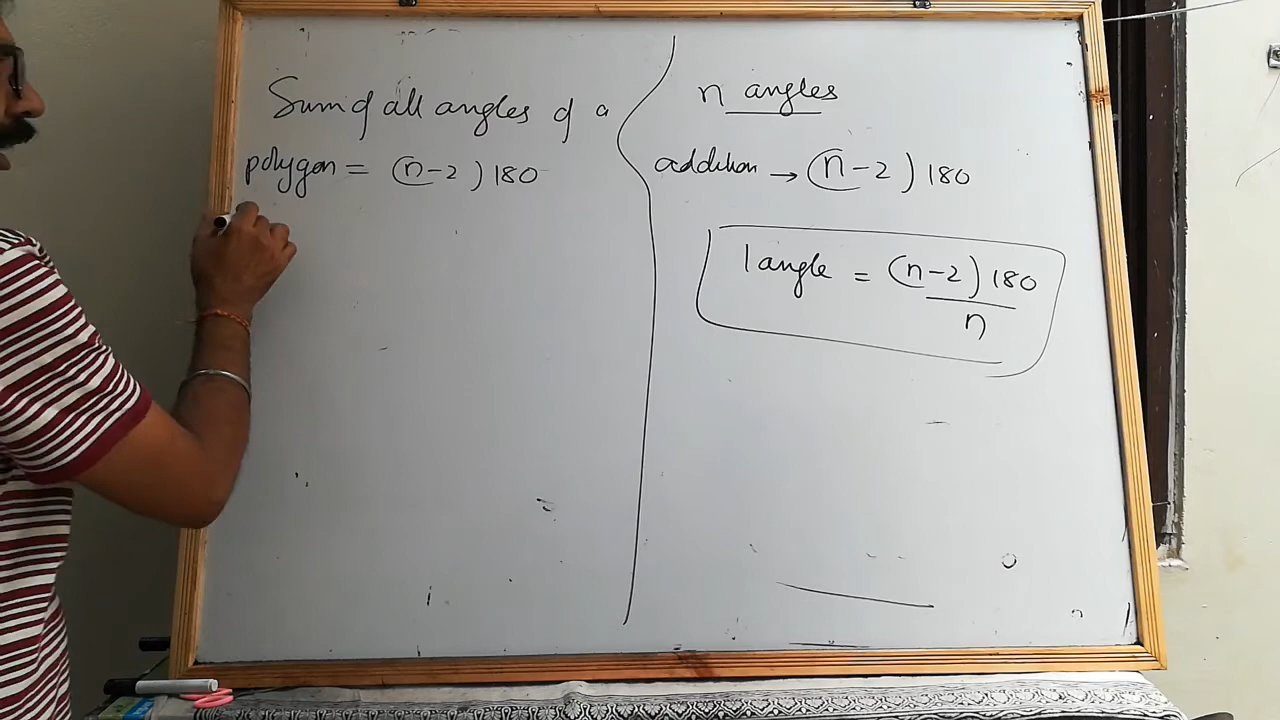 Sum of all angles of a
polygon = (n-2) 180
n angles
addition → (n-2) 180
1 angle = (n-2) 180
n